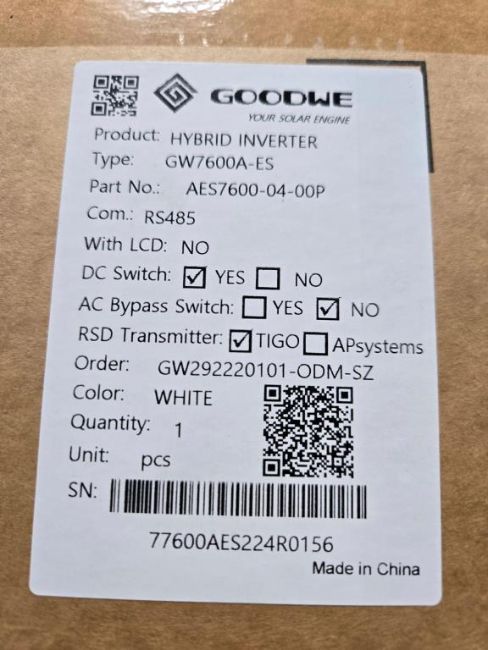 GOODWE
YOUR SOLAR ENGINE
Product: HYBRID INVERTER
Type: GW7600A-ES
Part No.: AES7600-04-00P
Com.: RS485
With LCD: NO
DC Switch: ☑ YES ☐ NO
AC Bypass Switch: ☐ YES ☑ NO
RSD Transmitter: ☑ TIGO ☐ APsystems
Order: GW292220101-ODM-SZ
Color: WHITE
Quantity: 1
Unit: pcs
SN:
77600AES224R0156
Made in China